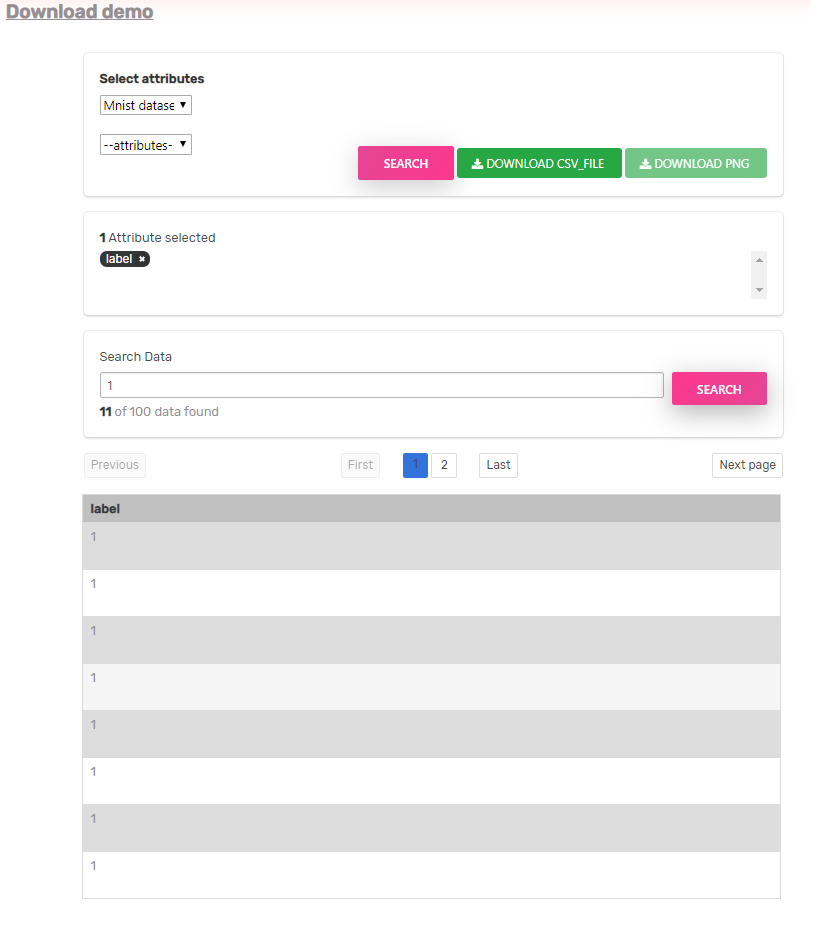 Download demo
Select attributes
Mnist datase
--attributes-
SEARCH
DOWNLOAD CSV_FILE
DOWNLOAD PNG
1 Attribute selected
label ×
Search Data
1
SEARCH
11 of 100 data found
Previous First 1 2 Last Next page
label
1
1
1
1
1
1
1
1